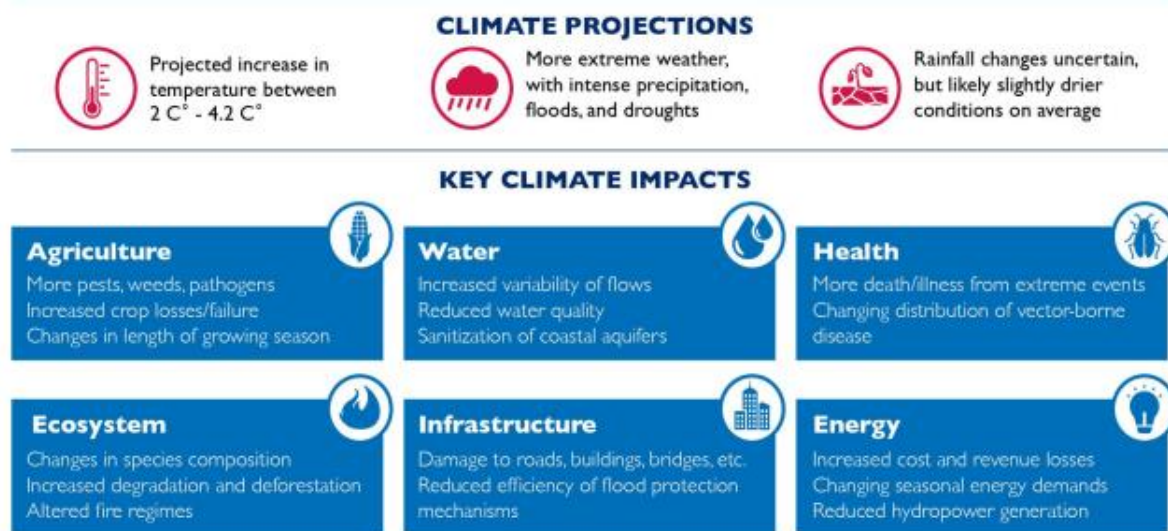 CLIMATE PROJECTIONS
Projected increase in
temperature between
2 C° - 4.2 C°
More extreme weather,
with intense precipitation,
floods, and droughts
Rainfall changes uncertain,
but likely slightly drier
conditions on average
KEY CLIMATE IMPACTS
Agriculture
More pests, weeds, pathogens
Increased crop losses/failure
Changes in length of growing season
Water
Increased variability of flows
Reduced water quality
Sanitization of coastal aquifers
Health
More death/illness from extreme events
Changing distribution of vector-borne
disease
Ecosystem
Changes in species composition
Increased degradation and deforestation
Altered fire regimes
Infrastructure
Damage to roads, buildings, bridges, etc.
Reduced efficiency of flood protection
mechanisms
Energy
Increased cost and revenue losses
Changing seasonal energy demands
Reduced hydropower generation